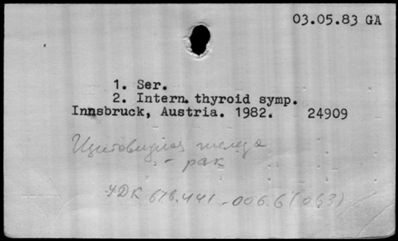 03.05.83 GA
1. Ser.
2. Intern. thyroid symp.
Innsbruck, Austria. 1982. 24909
Щитовидная железа
- рак
УДК 616.441-006.6(063)